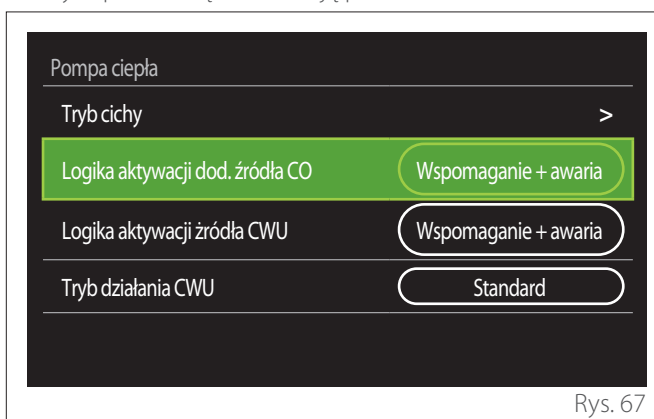 Pompa ciepła
Tryb cichy >
Logika aktywacji dod. źródła CO Wspomaganie + awaria
Logika aktywacji żródła CWU Wspomaganie + awaria
Tryb działania CWU Standard
Rys. 67